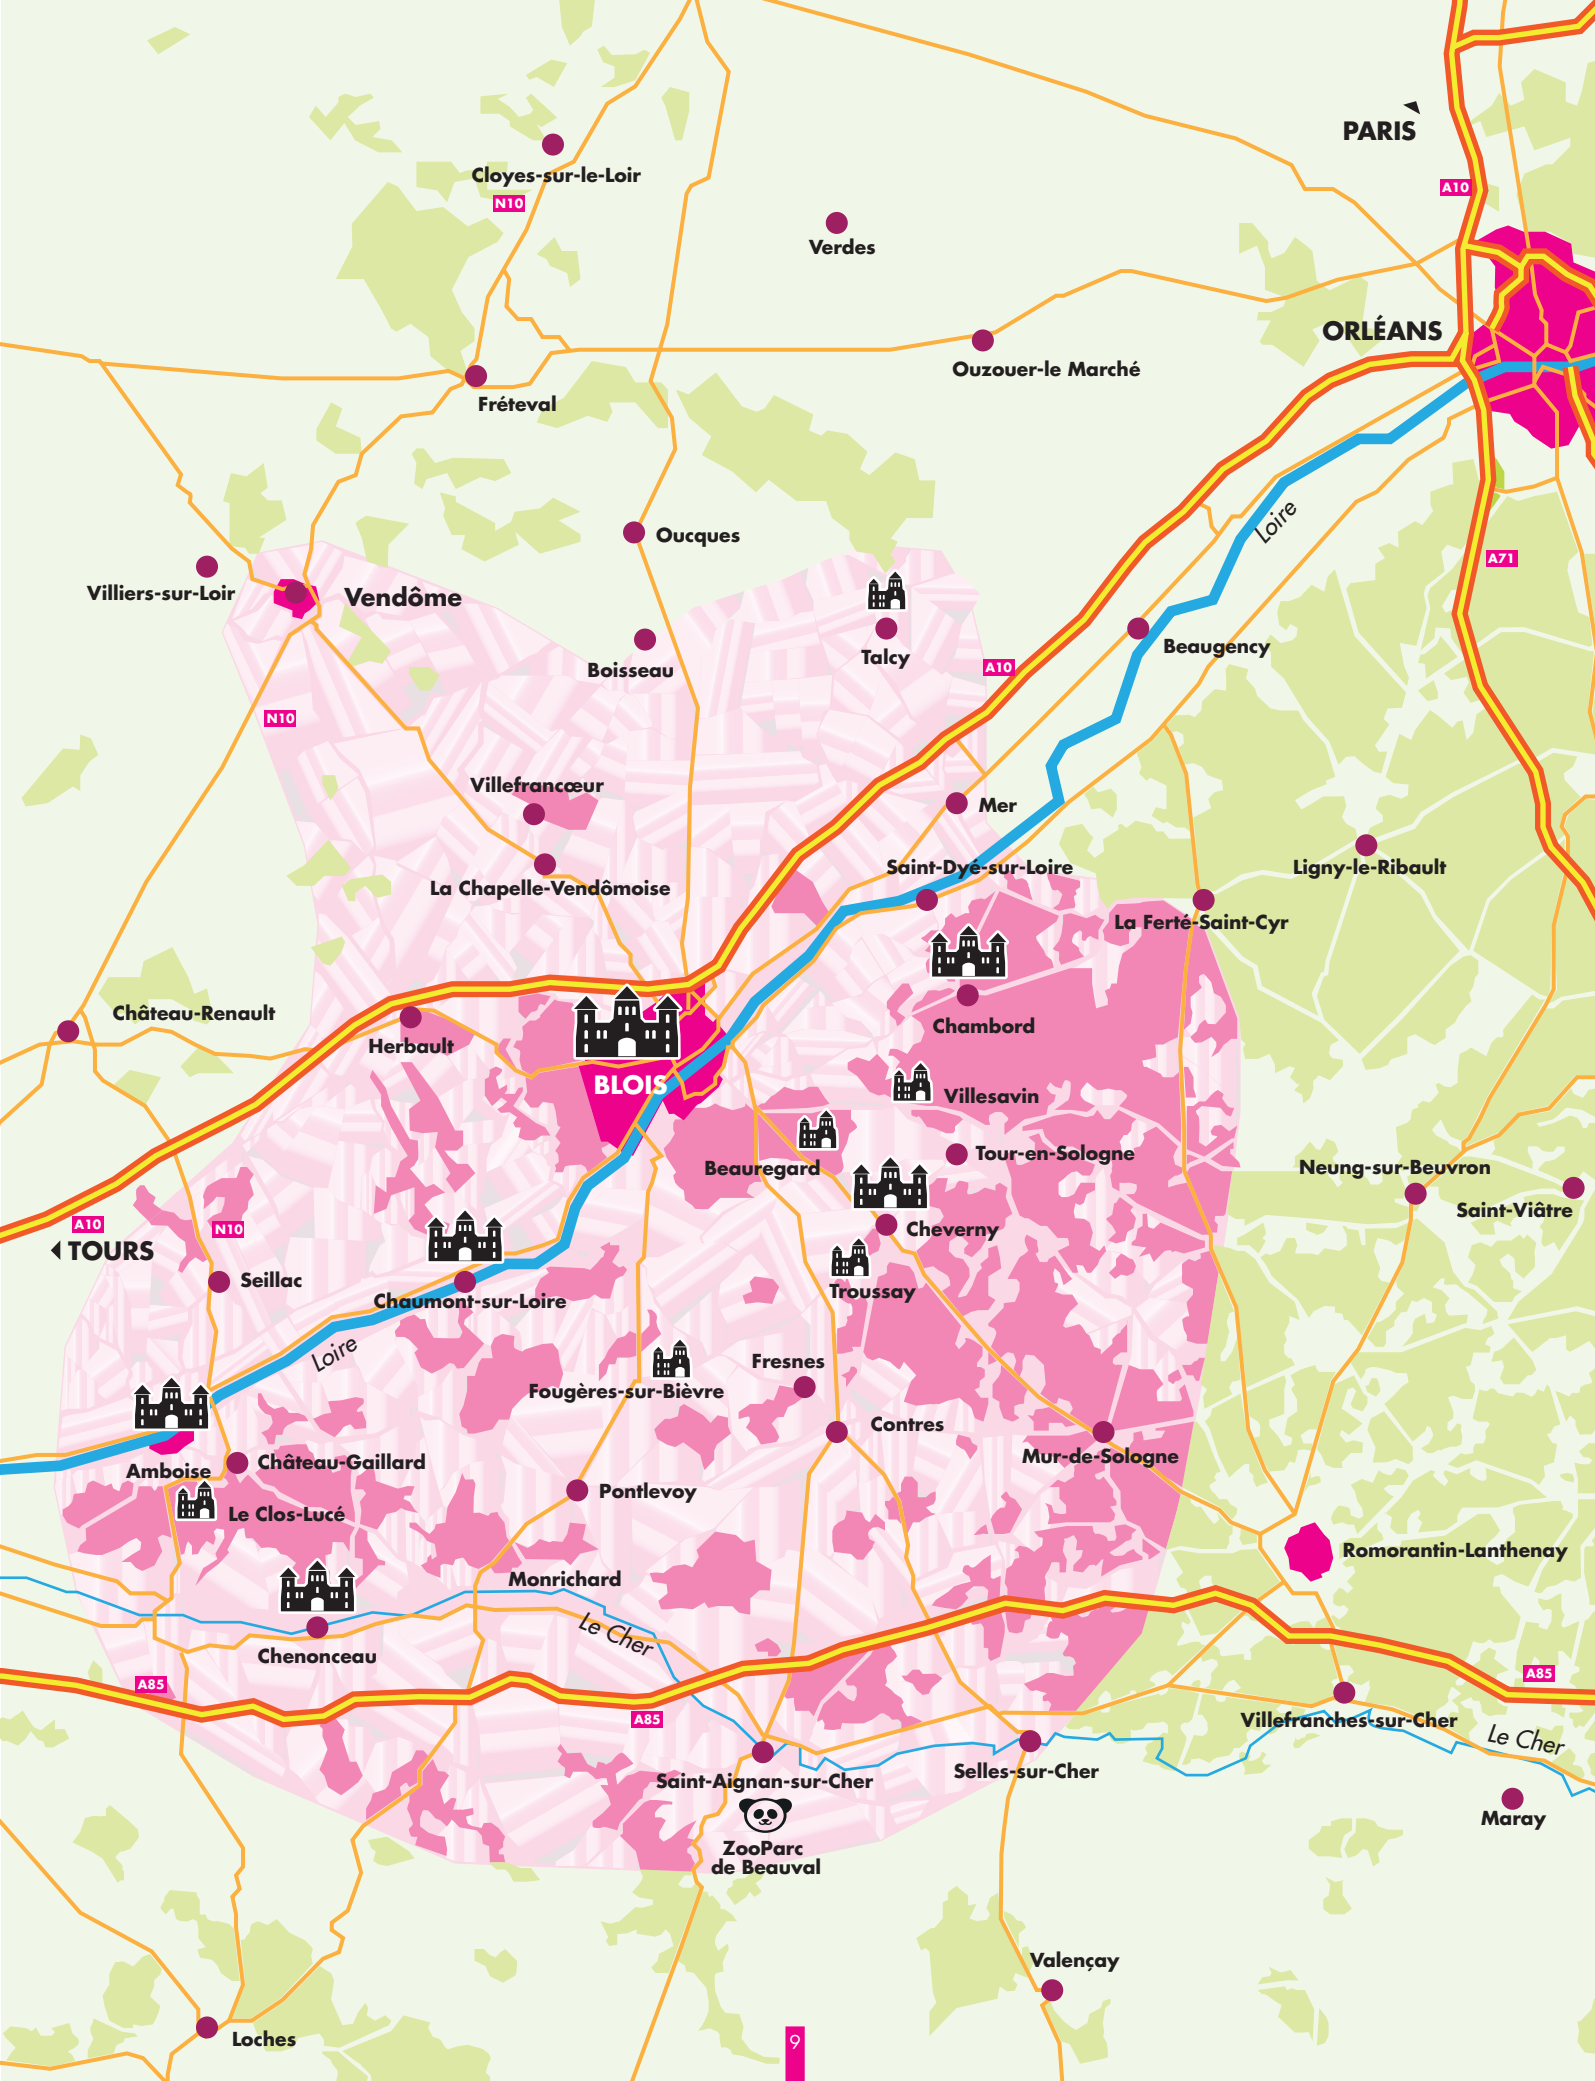 PARIS
Cloyes-sur-le-Loir
A10
N10
Verdes
ORLÉANS
Ouzouer-le Marché
Fréteval
Loire
Oucques
A71
Villiers-sur-Loir
Vendôme
Beaugency
Talcy
A10
Boisseau
N10
Villefrancœur
Mer
Saint-Dyé-sur-Loire
Ligny-le-Ribault
La Chapelle-Vendômoise
La Ferté-Saint-Cyr
Château-Renault
Chambord
Herbault
BLOIS
Villesavin
Tour-en-Sologne
Beauregard
Neung-sur-Beuvron
Saint-Viâtre
A10
N10
Cheverny
TOURS
Seillac
Troussay
Chaumont-sur-Loire
Loire
Fresnes
Fougères-sur-Bièvre
Contres
Mur-de-Sologne
Château-Gaillard
Amboise
Pontlevoy
Le Clos-Lucé
Romorantin-Lanthenay
Monrichard
Le Cher
Chenonceau
A85
A85
A85
Villefranches-sur-Cher
Le Cher
Selles-sur-Cher
Saint-Aignan-sur-Cher
Maray
ZooParc
de Beauval
Valençay
Loches
9